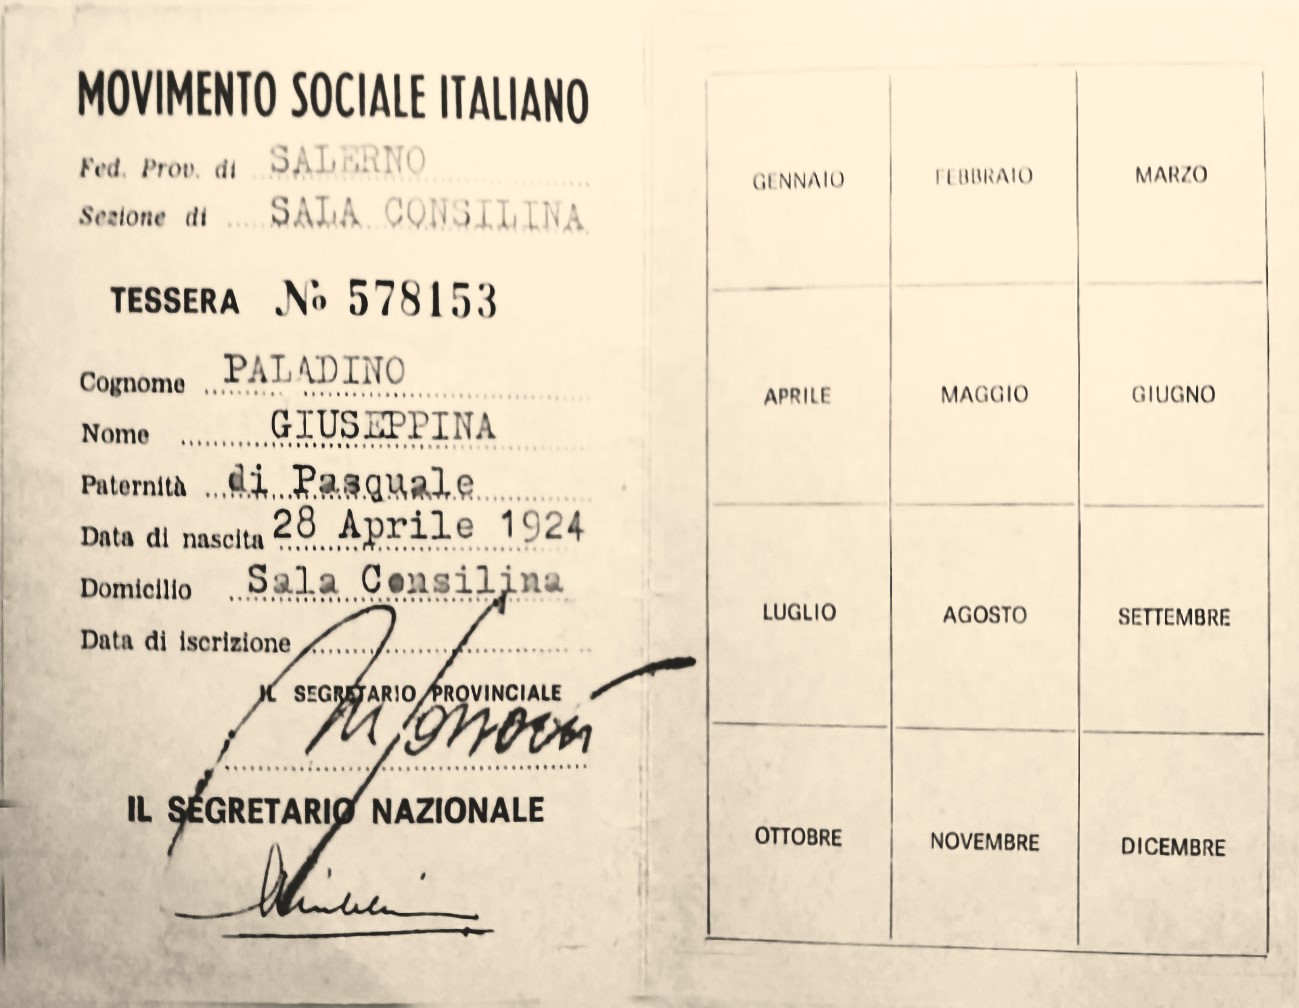 MOVIMENTO SOCIALE ITALIANO
Fed. Prov. di SALERNO
Sezione di SALA CONSILINA
TESSERA No 578153
Cognome PALADINO
Nome GIUSEPPINA
Paternità di Pasquale
Data di nascita 28 Aprile 1924
Domicilio Sala Consilina
Data di iscrizione
IL SEGRETARIO PROVINCIALE
IL SEGRETARIO NAZIONALE
GENNAIO FEBBRAIO MARZO
APRILE MAGGIO GIUGNO
LUGLIO AGOSTO SETTEMBRE
OTTOBRE NOVEMBRE DICEMBRE